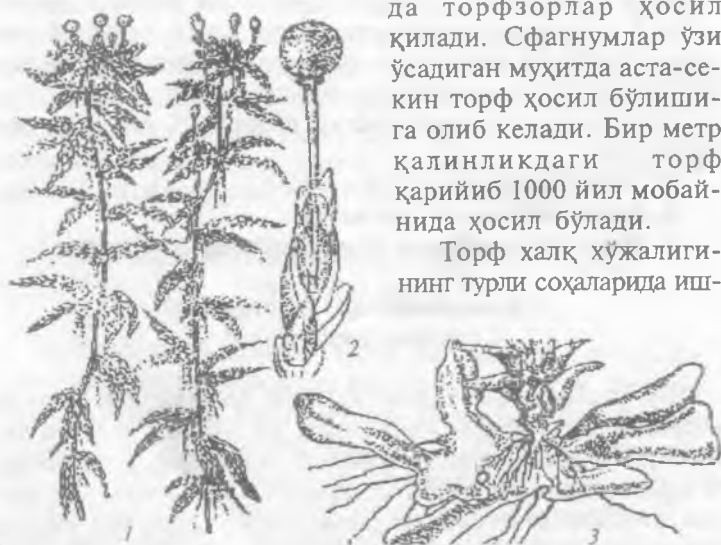 да торфзорлар ҳосил
қилади. Сфагнумлар ўзи
ўсадиган муҳитда аста-се-
кин торф ҳосил бўлиши-
га олиб келади. Бир метр
қалинликдаги торф
қарийиб 1000 йил мобай-
нида ҳосил бўлади.
Торф халқ хўжалиги-
нинг турли соҳаларида иш-
2
1
3